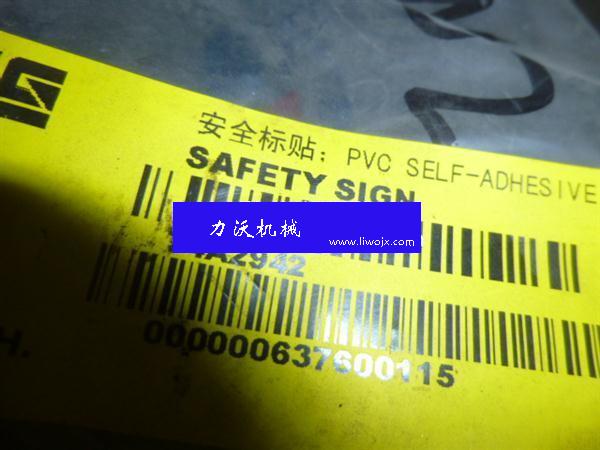 安全标贴; PVC SELF-ADHESIVE
SAFETY SIGN
力沃机械
www.liwojx.com
A2942
000000637600115
H.